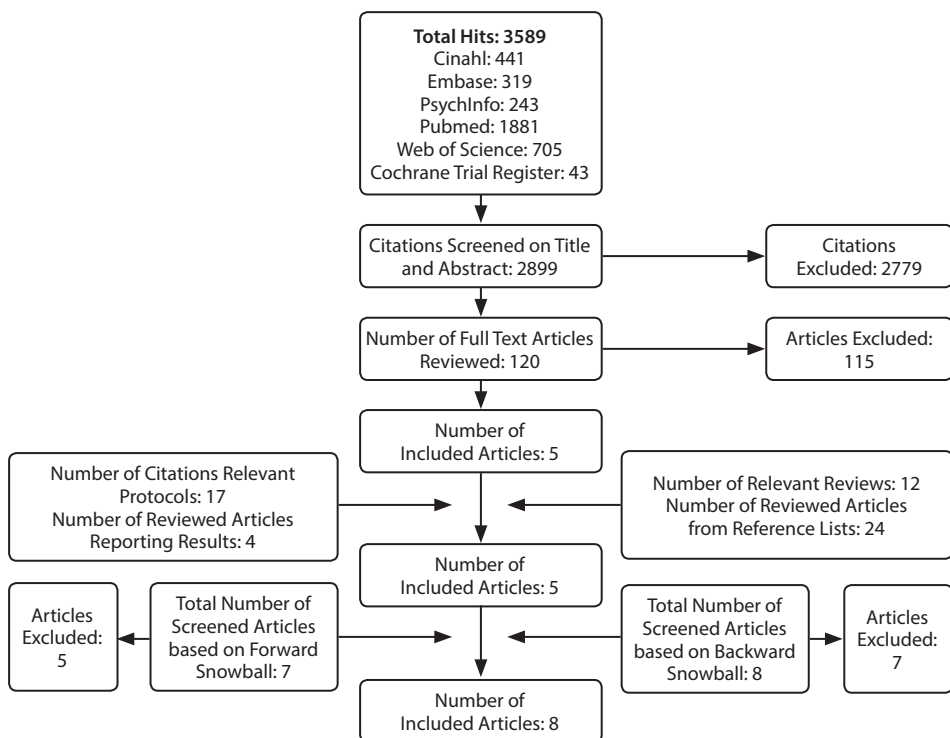 Total Hits: 3589
Cinahl: 441
Embase: 319
PsychInfo: 243
Pubmed: 1881
Web of Science: 705
Cochrane Trial Register: 43
Citations Screened on Title
and Abstract: 2899
Citations
Excluded: 2779
Number of Full Text Articles
Reviewed: 120
Articles Excluded:
115
Number of
Included Articles: 5
Number of Citations Relevant
Protocols: 17
Number of Reviewed Articles
Reporting Results: 4
Number of Relevant Reviews: 12
Number of Reviewed Articles
from Reference Lists: 24
Number of
Included Articles: 5
Articles
Excluded:
5
Total Number of
Screened Articles
based on Forward
Snowball: 7
Total Number of
Screened Articles
based on Backward
Snowball: 8
Articles
Excluded:
7
Number of
Included Articles: 8